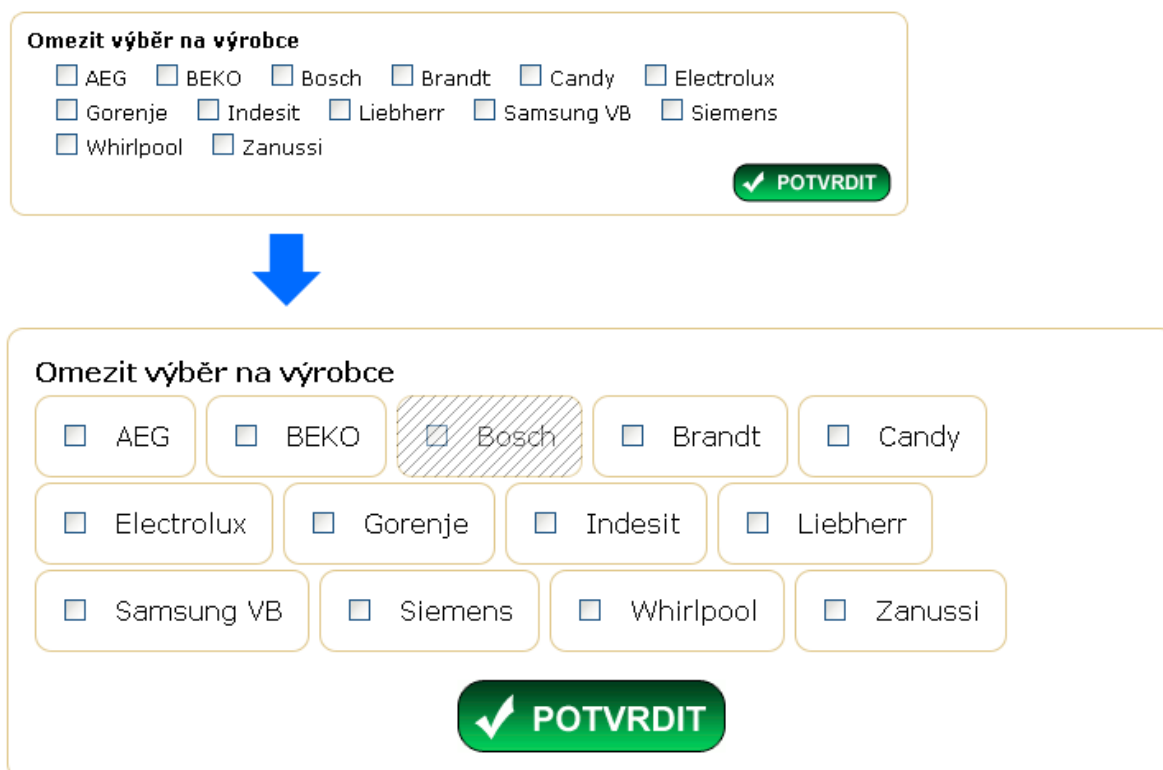 Omezit výběr na výrobce
AEG BEKO Bosch Brandt Candy Electrolux
Gorenje Indesit Liebherr Samsung VB Siemens
Whirlpool Zanussi
POTVRDIT
Omezit výběr na výrobce
AEG BEKO Bosch Brandt Candy
Electrolux Gorenje Indesit Liebherr
Samsung VB Siemens Whirlpool Zanussi
POTVRDIT